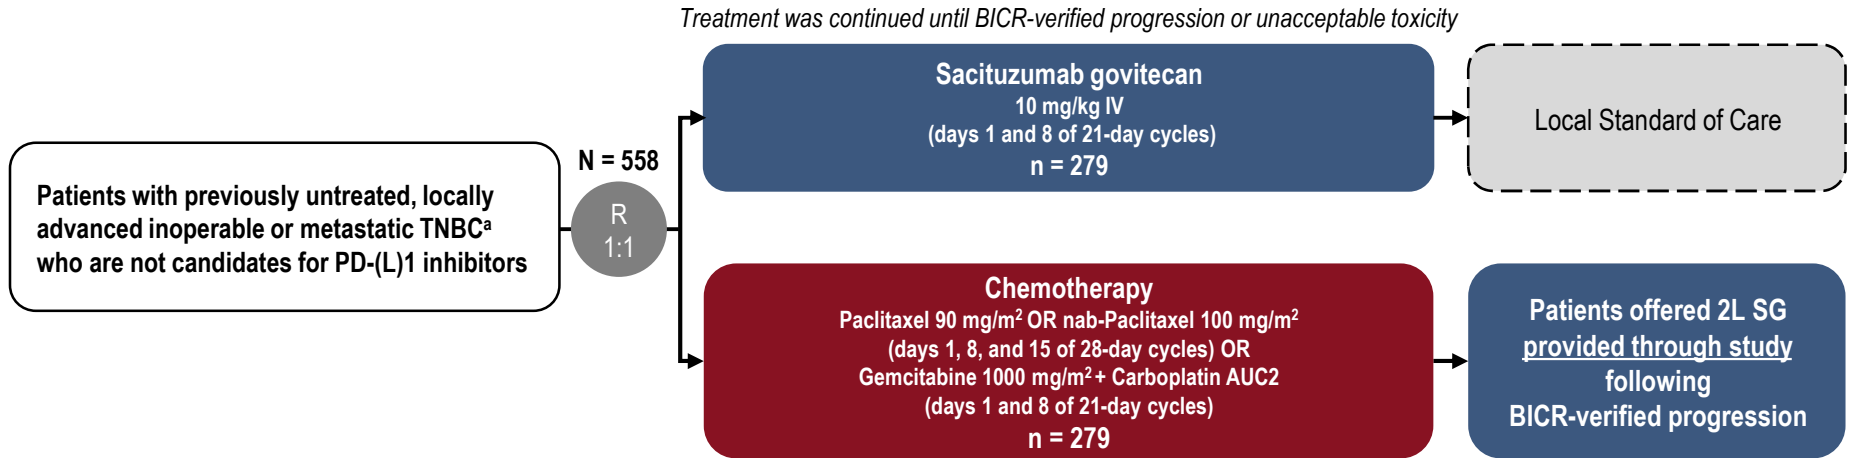 Treatment was continued until BICR-verified progression or unacceptable toxicity
Patients with previously untreated, locally
advanced inoperable or metastatic TNBCᵃ
who are not candidates for PD-(L)1 inhibitors
N = 558
R
1:1
Sacituzumab govitecan
10 mg/kg IV
(days 1 and 8 of 21-day cycles)
n = 279
Local Standard of Care
Chemotherapy
Paclitaxel 90 mg/m² OR nab-Paclitaxel 100 mg/m²
(days 1, 8, and 15 of 28-day cycles) OR
Gemcitabine 1000 mg/m² + Carboplatin AUC2
(days 1 and 8 of 21-day cycles)
n = 279
Patients offered 2L SG
provided through study
following
BICR-verified progression